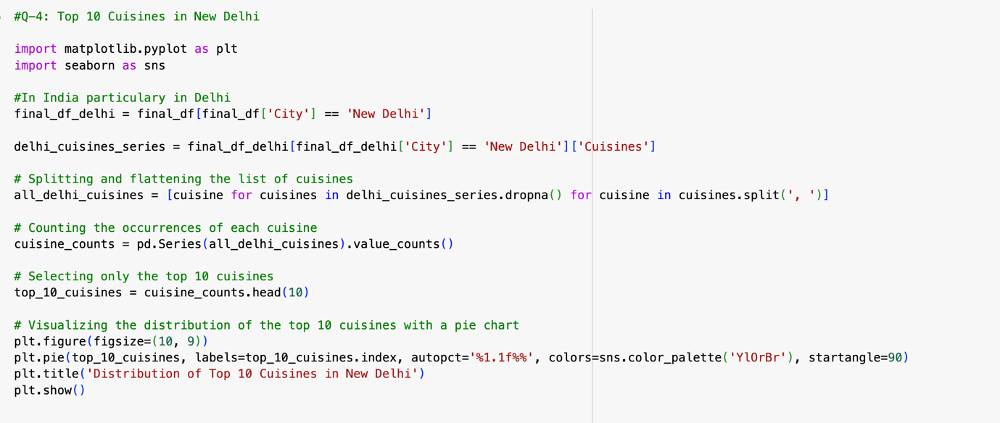 #Q-4: Top 10 Cuisines in New Delhi
import matplotlib.pyplot as plt
import seaborn as sns
#In India particulary in Delhi
final_df_delhi = final_df[final_df['City'] == 'New Delhi']
delhi_cuisines_series = final_df_delhi[final_df_delhi['City'] == 'New Delhi']['Cuisines']
# Splitting and flattening the list of cuisines
all_delhi_cuisines = [cuisine for cuisines in delhi_cuisines_series.dropna() for cuisine in cuisines.split(', ')]
# Counting the occurrences of each cuisine
cuisine_counts = pd.Series(all_delhi_cuisines).value_counts()
# Selecting only the top 10 cuisines
top_10_cuisines = cuisine_counts.head(10)
# Visualizing the distribution of the top 10 cuisines with a pie chart
plt.figure(figsize=(10, 9))
plt.pie(top_10_cuisines, labels=top_10_cuisines.index, autopct='%1.1f%%', colors=sns.color_palette('YlOrBr'), startangle=90)
plt.title('Distribution of Top 10 Cuisines in New Delhi')
plt.show()